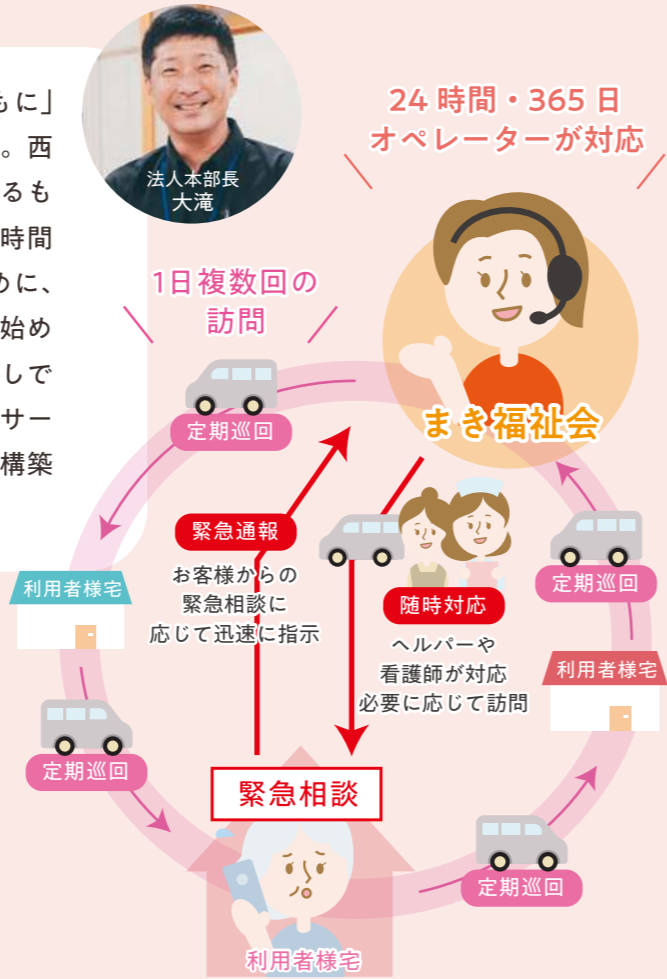 もに」
。西
るも
時間
めに、
始め
しで
サー
構築
法人本部長
大滝
24 時間・365 日
オペレーターが対応
1日複数回の
訪問
まき福祉会
定期巡回
緊急通報
お客様からの
緊急相談に
応じて迅速に指示
随時対応
ヘルパーや
看護師が対応
必要に応じて訪問
定期巡回
利用者様宅
利用者様宅
定期巡回
緊急相談
定期巡回
利用者様宅